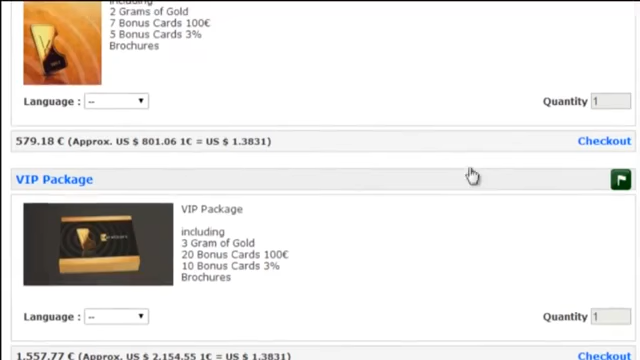 including
2 Grams of Gold
7 Bonus Cards 100€
5 Bonus Cards 3%
Brochures
Language : --
Quantity 1
579.18 € (Approx. US $ 801.06 1€ = US $ 1.3831)
Checkout
VIP Package
VIP Package
including
3 Gram of Gold
20 Bonus Cards 100€
10 Bonus Cards 3%
Brochures
Language : --
Quantity 1
1,557.77 € (Approx. US $ 2,154.55 1€ = US $ 1.3831)
Checkout